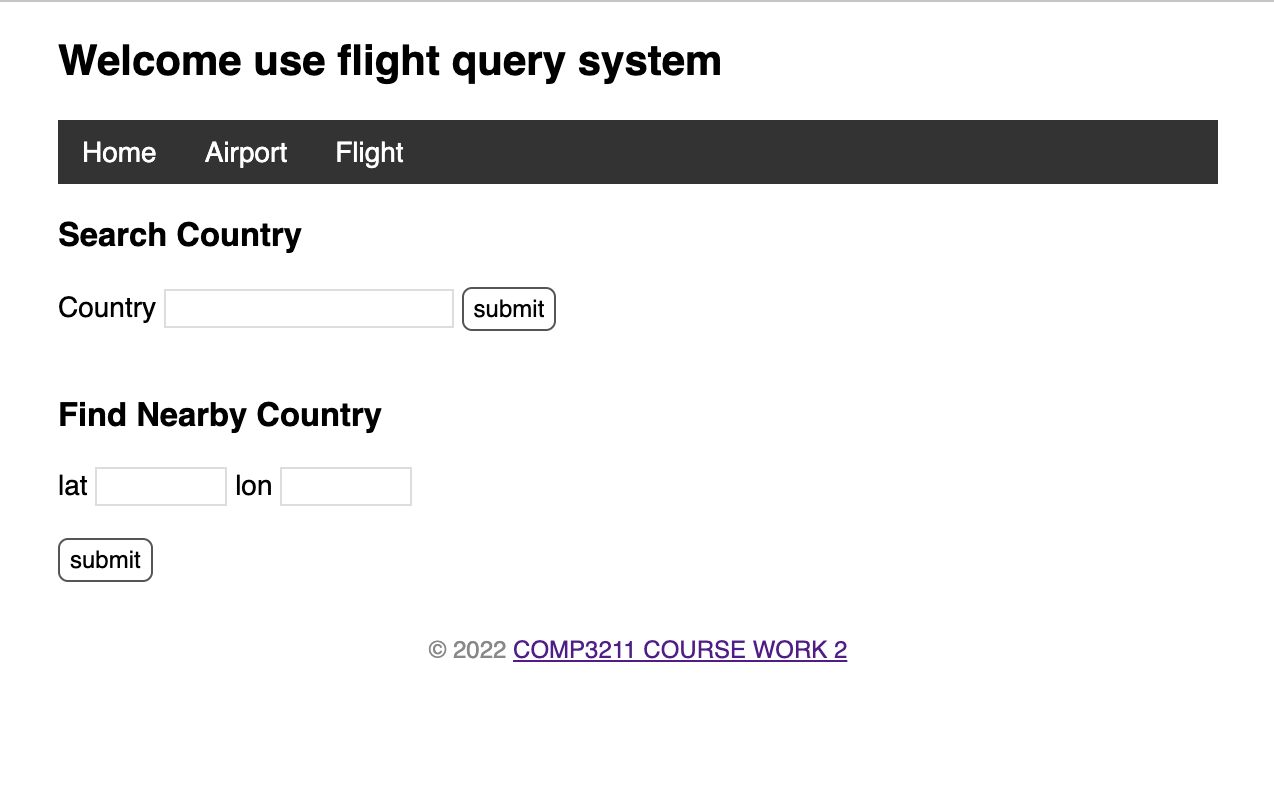 Welcome use flight query system
Home Airport Flight
Search Country
Country submit
Find Nearby Country
lat lon
submit
© 2022 COMP3211 COURSE WORK 2